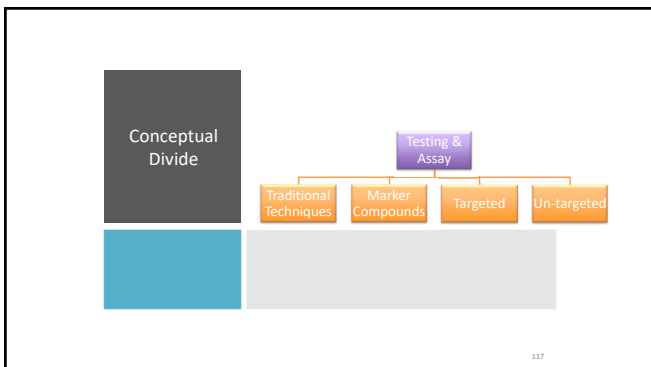 Conceptual
Divide
Testing &
Assay
Traditional
Techniques
Marker
Compounds
Targeted
Un-targeted
117